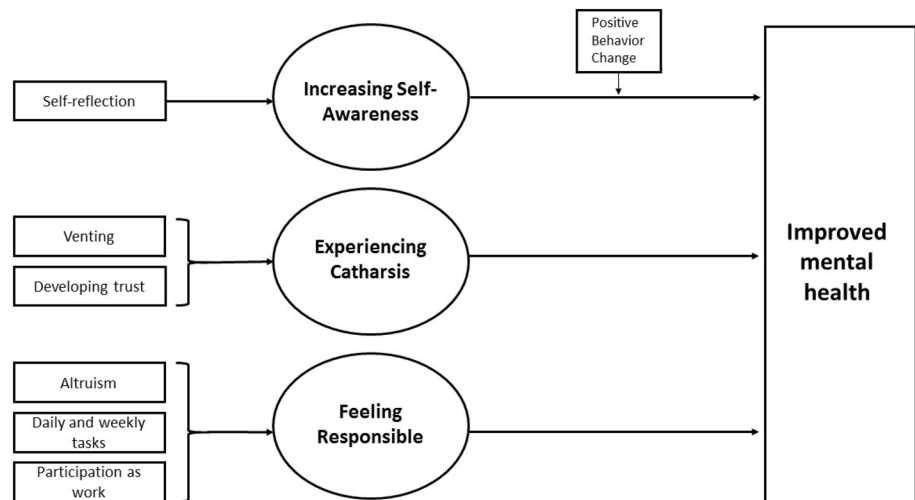 Positive
Behavior
Change
Self-reflection
Increasing Self-
Awareness
Venting
Developing trust
Experiencing
Catharsis
Improved
mental
health
Altruism
Daily and weekly
tasks
Participation as
work
Feeling
Responsible